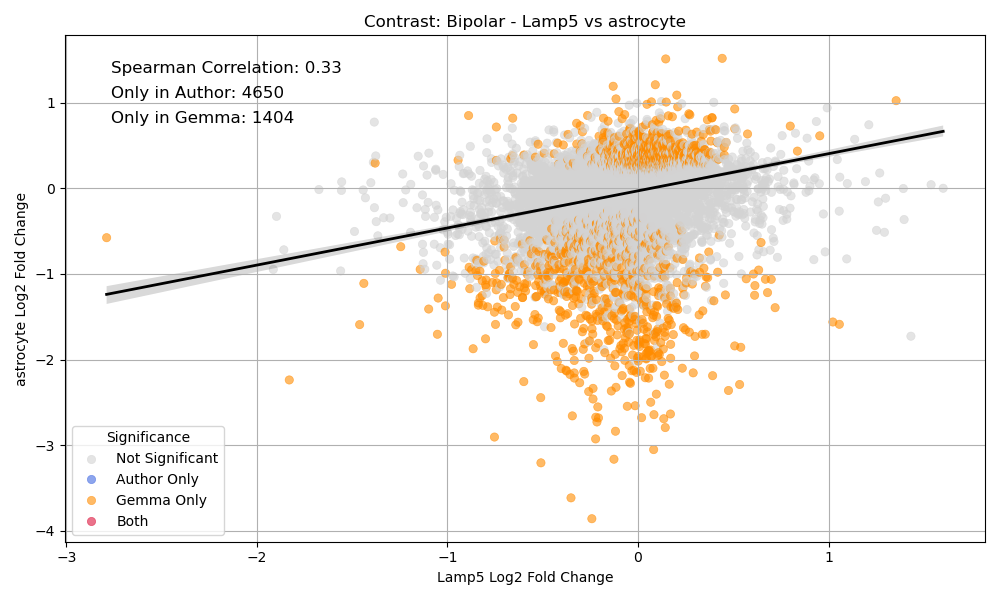 Contrast: Bipolar - Lamp5 vs astrocyte
Spearman Correlation: 0.33
Only in Author: 4650
Only in Gemma: 1404
astrocyte Log2 Fold Change
1
0
−1
−2
−3
−4
Significance
Not Significant
Author Only
Gemma Only
Both
−3 −2 −1 0 1
Lamp5 Log2 Fold Change